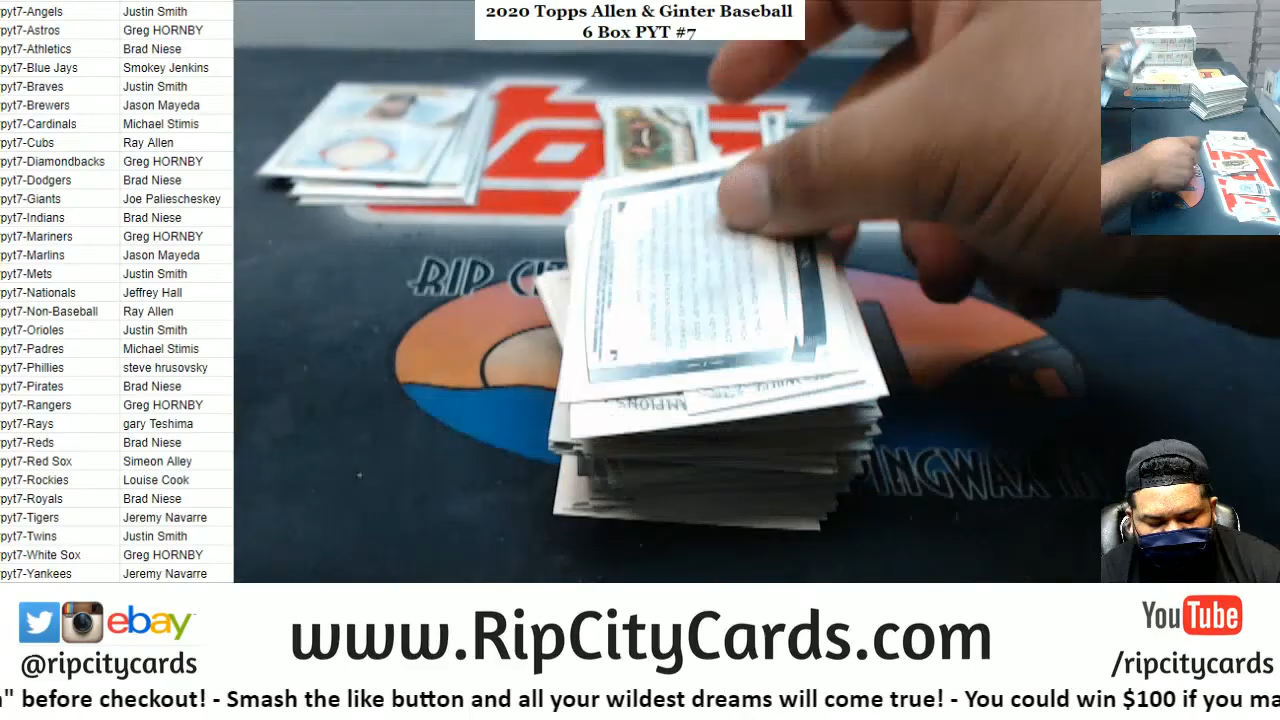 pyt7-Angels Justin Smith
pyt7-Astros Greg HORNBY
pyt7-Athletics Brad Niese
pyt7-Blue Jays Smokey Jenkins
pyt7-Braves Justin Smith
pyt7-Brewers Jason Mayeda
pyt7-Cardinals Michael Stimis
pyt7-Cubs Ray Allen
pyt7-Diamondbacks Greg HORNBY
pyt7-Dodgers Brad Niese
pyt7-Giants Joe Paliescheskey
pyt7-Indians Brad Niese
pyt7-Mariners Greg HORNBY
pyt7-Marlins Jason Mayeda
pyt7-Mets Justin Smith
pyt7-Nationals Jeffrey Hall
pyt7-Non-Baseball Ray Allen
pyt7-Orioles Justin Smith
pyt7-Padres Michael Stimis
pyt7-Phillies steve hrusovsky
pyt7-Pirates Brad Niese
pyt7-Rangers Greg HORNBY
pyt7-Rays gary Teshima
pyt7-Reds Brad Niese
pyt7-Red Sox Simeon Alley
pyt7-Rockies Louise Cook
pyt7-Royals Brad Niese
pyt7-Tigers Jeremy Navarre
pyt7-Twins Justin Smith
pyt7-White Sox Greg HORNBY
pyt7-Yankees Jeremy Navarre
2020 Topps Allen & Ginter Baseball
6 Box PYT #7
RIP CI
PINGWAX
ebay
@ripcitycards
www.RipCityCards.com
YouTube
/ripcitycards
" before checkout! - Smash the like button and all your wildest dreams will come true! - You could win $100 if you ma